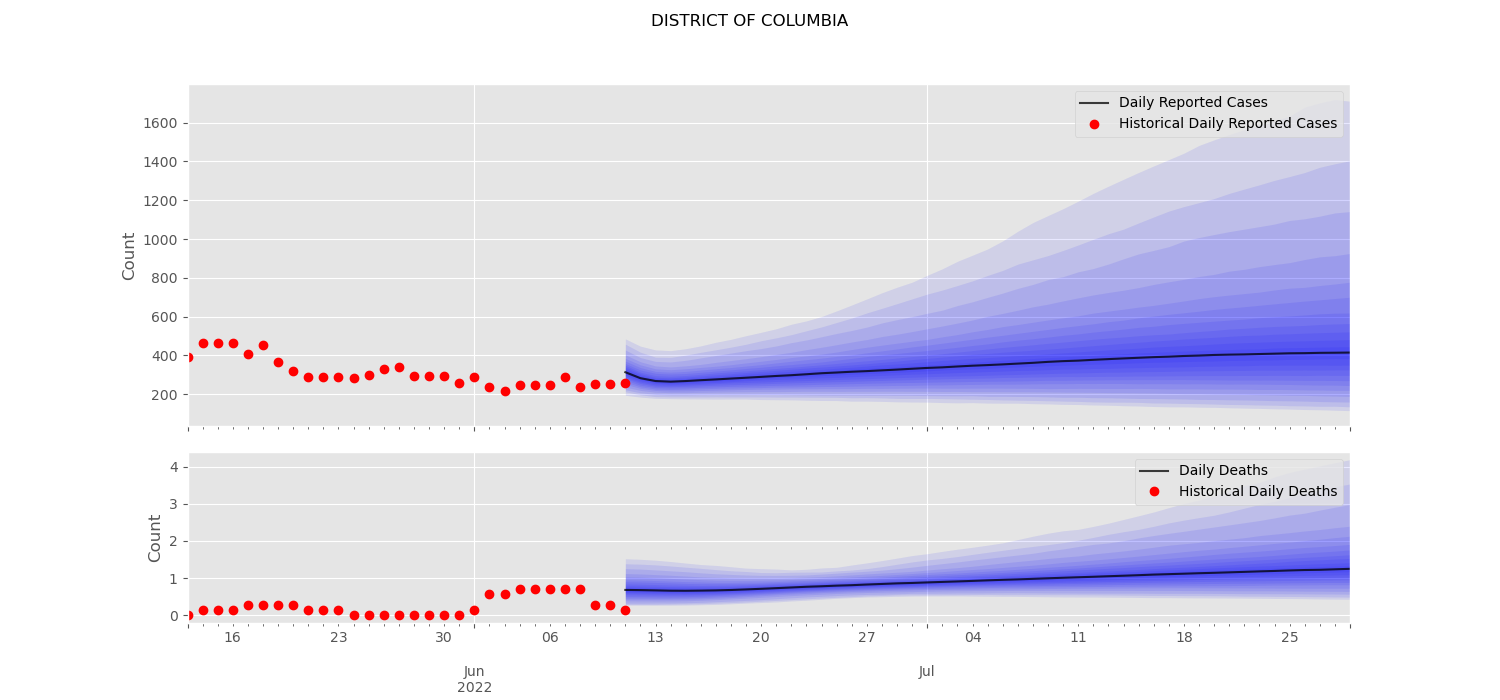 DISTRICT OF COLUMBIA
Daily Reported Cases
Historical Daily Reported Cases
Count
1600
1400
1200
1000
800
600
400
200
Daily Deaths
Historical Daily Deaths
Count
4
3
2
1
0
16 23 30 06 13 20 27 04 11 18 25
Jun Jul
2022